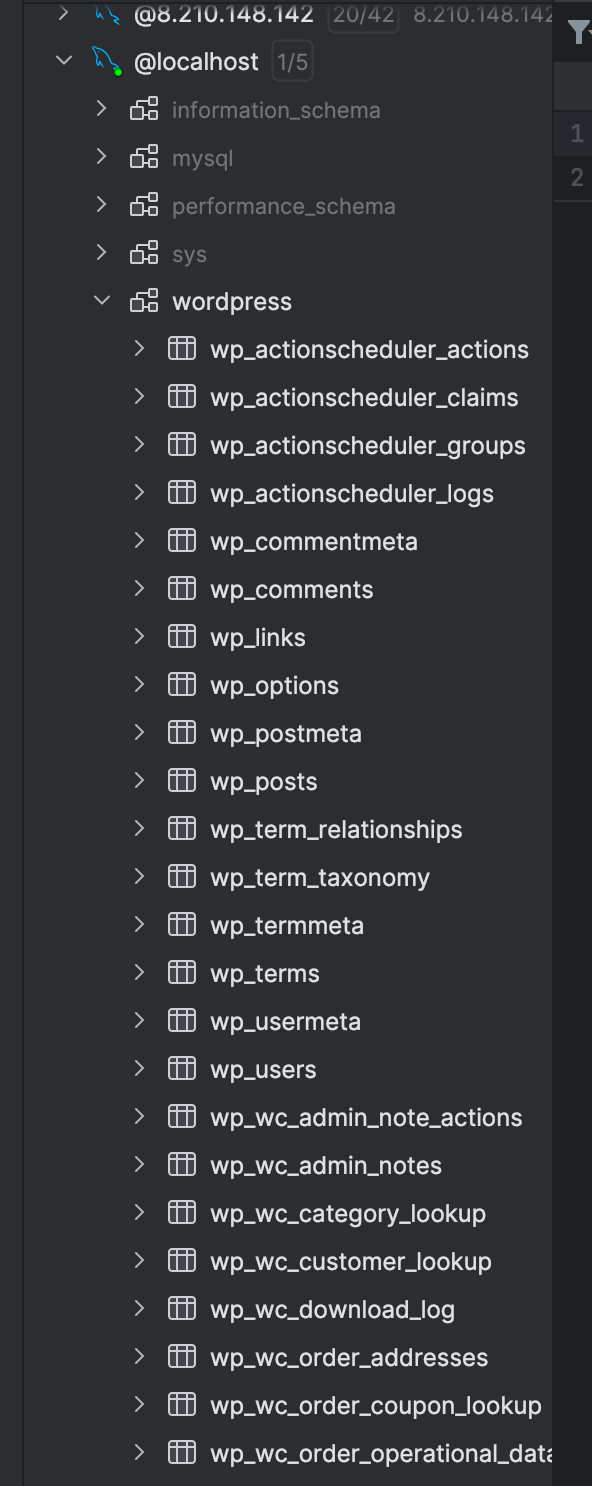 @8.210.148.142 20/42 8.210.148.142
@localhost 1/5
information_schema
1
mysql
2
performance_schema
sys
wordpress
wp_actionscheduler_actions
wp_actionscheduler_claims
wp_actionscheduler_groups
wp_actionscheduler_logs
wp_commentmeta
wp_comments
wp_links
wp_options
wp_postmeta
wp_posts
wp_term_relationships
wp_term_taxonomy
wp_termmeta
wp_terms
wp_usermeta
wp_users
wp_wc_admin_note_actions
wp_wc_admin_notes
wp_wc_category_lookup
wp_wc_customer_lookup
wp_wc_download_log
wp_wc_order_addresses
wp_wc_order_coupon_lookup
wp_wc_order_operational_data